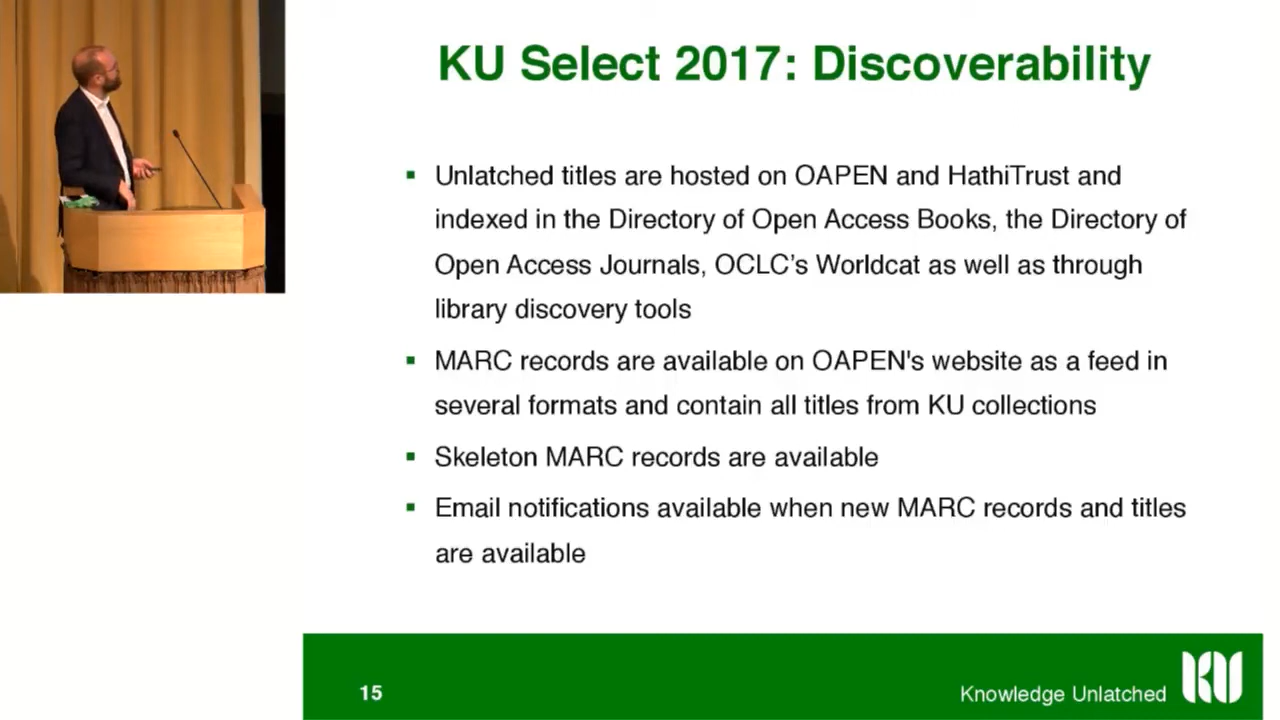 KU Select 2017: Discoverability
▪ Unlatched titles are hosted on OAPEN and HathiTrust and
indexed in the Directory of Open Access Books, the Directory of
Open Access Journals, OCLC’s Worldcat as well as through
library discovery tools
▪ MARC records are available on OAPEN's website as a feed in
several formats and contain all titles from KU collections
▪ Skeleton MARC records are available
▪ Email notifications available when new MARC records and titles
are available
15
Knowledge Unlatched
KU